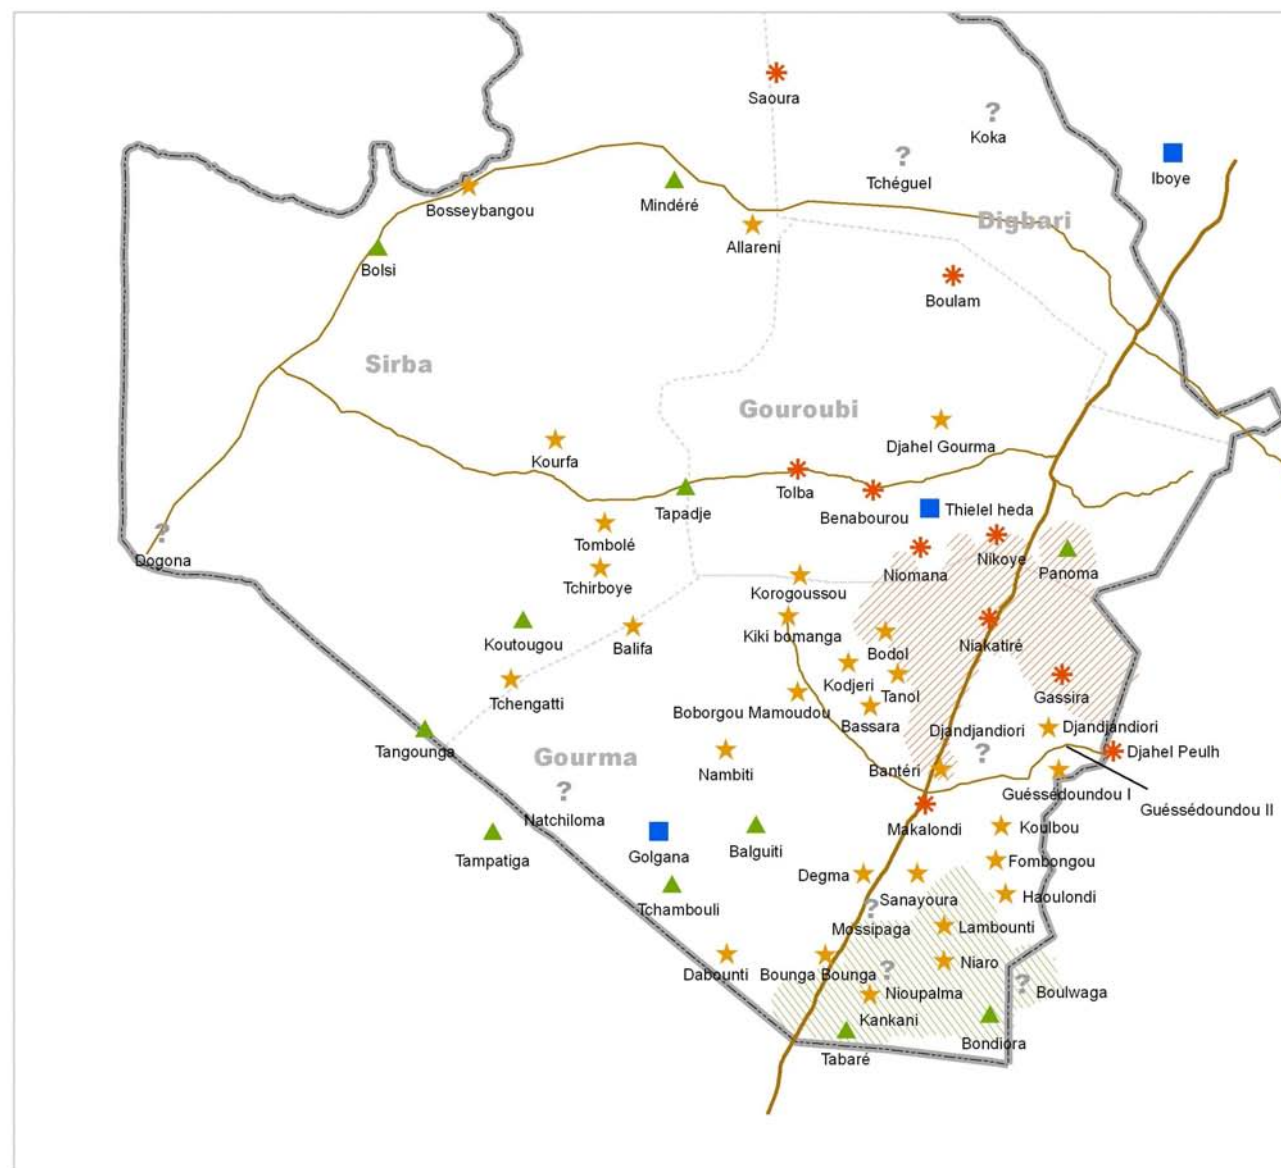 Saoura
?
Koka
?
Tchéguel
Iboye
Mindéré
Bosseybangou
Digbari
Allareni
Bolsi
Boulam
Sirba
Gouroubi
Djahel Gourma
Kourfa
Tolba
Tapadje
Benabourou
Thielel heda
?
Dogona
Tombolé
Nikoye
Niomana
Panoma
Tchirboye
Korogoussou
Kiki bomanga
Koutougou
Balifa
Bodol
Niakatiré
Kodjeri
Tanol
Tchengatti
Gassira
Boborgou Mamoudou
Bassara
Djandjandiori
Djandjandiori
Tangounga
?
Djahel Peulh
Gourma
Nambiti
Bantéri
Guéssédoundou I
Guéssédoundou II
?
Natchiloma
Makalondi
Koulbou
Tampatiga
Golgana
Balguiti
Fombongou
Degma
Sanayoura
Tchambouli
Haoulondi
?
Mossipaga
Lambounti
Dabounti
Bounga Bounga
?
Niaro
?
Nioupalma
Boulwaga
Kankani
Bondiora
Tabaré